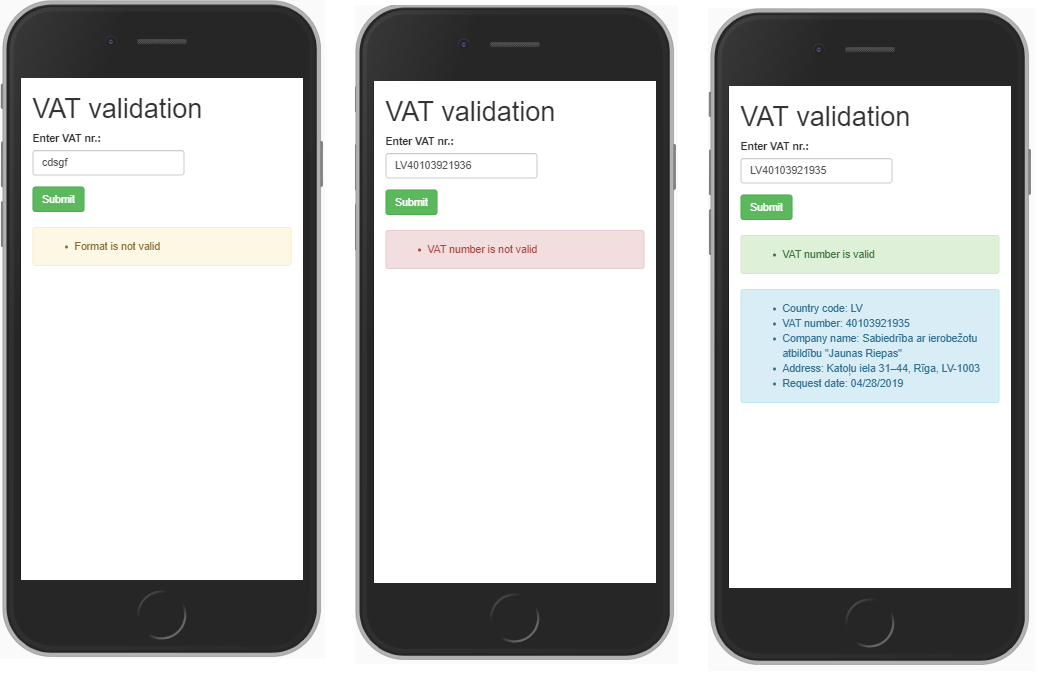 VAT validation
Enter VAT nr.:
cdsgf
Submit
• Format is not valid
VAT validation
Enter VAT nr.:
LV40103921936
Submit
• VAT number is not valid
VAT validation
Enter VAT nr.:
LV40103921935
Submit
• VAT number is valid
• Country code: LV
• VAT number: 40103921935
• Company name: Sabiedrība ar ierobežotu
atbildību "Jaunas Riepas"
• Address: Katoļu iela 31–44, Rīga, LV-1003
• Request date: 04/28/2019